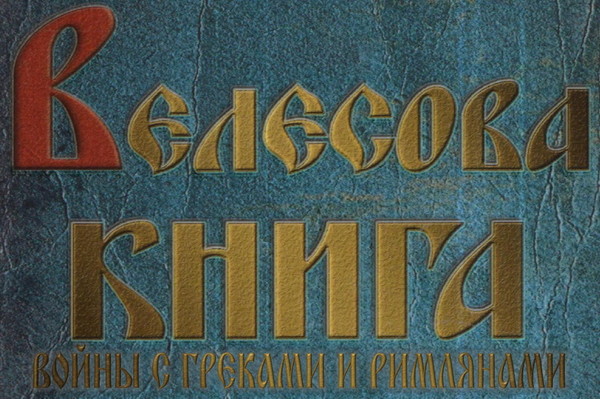 Велесова
книга
войны с греками и римлянами